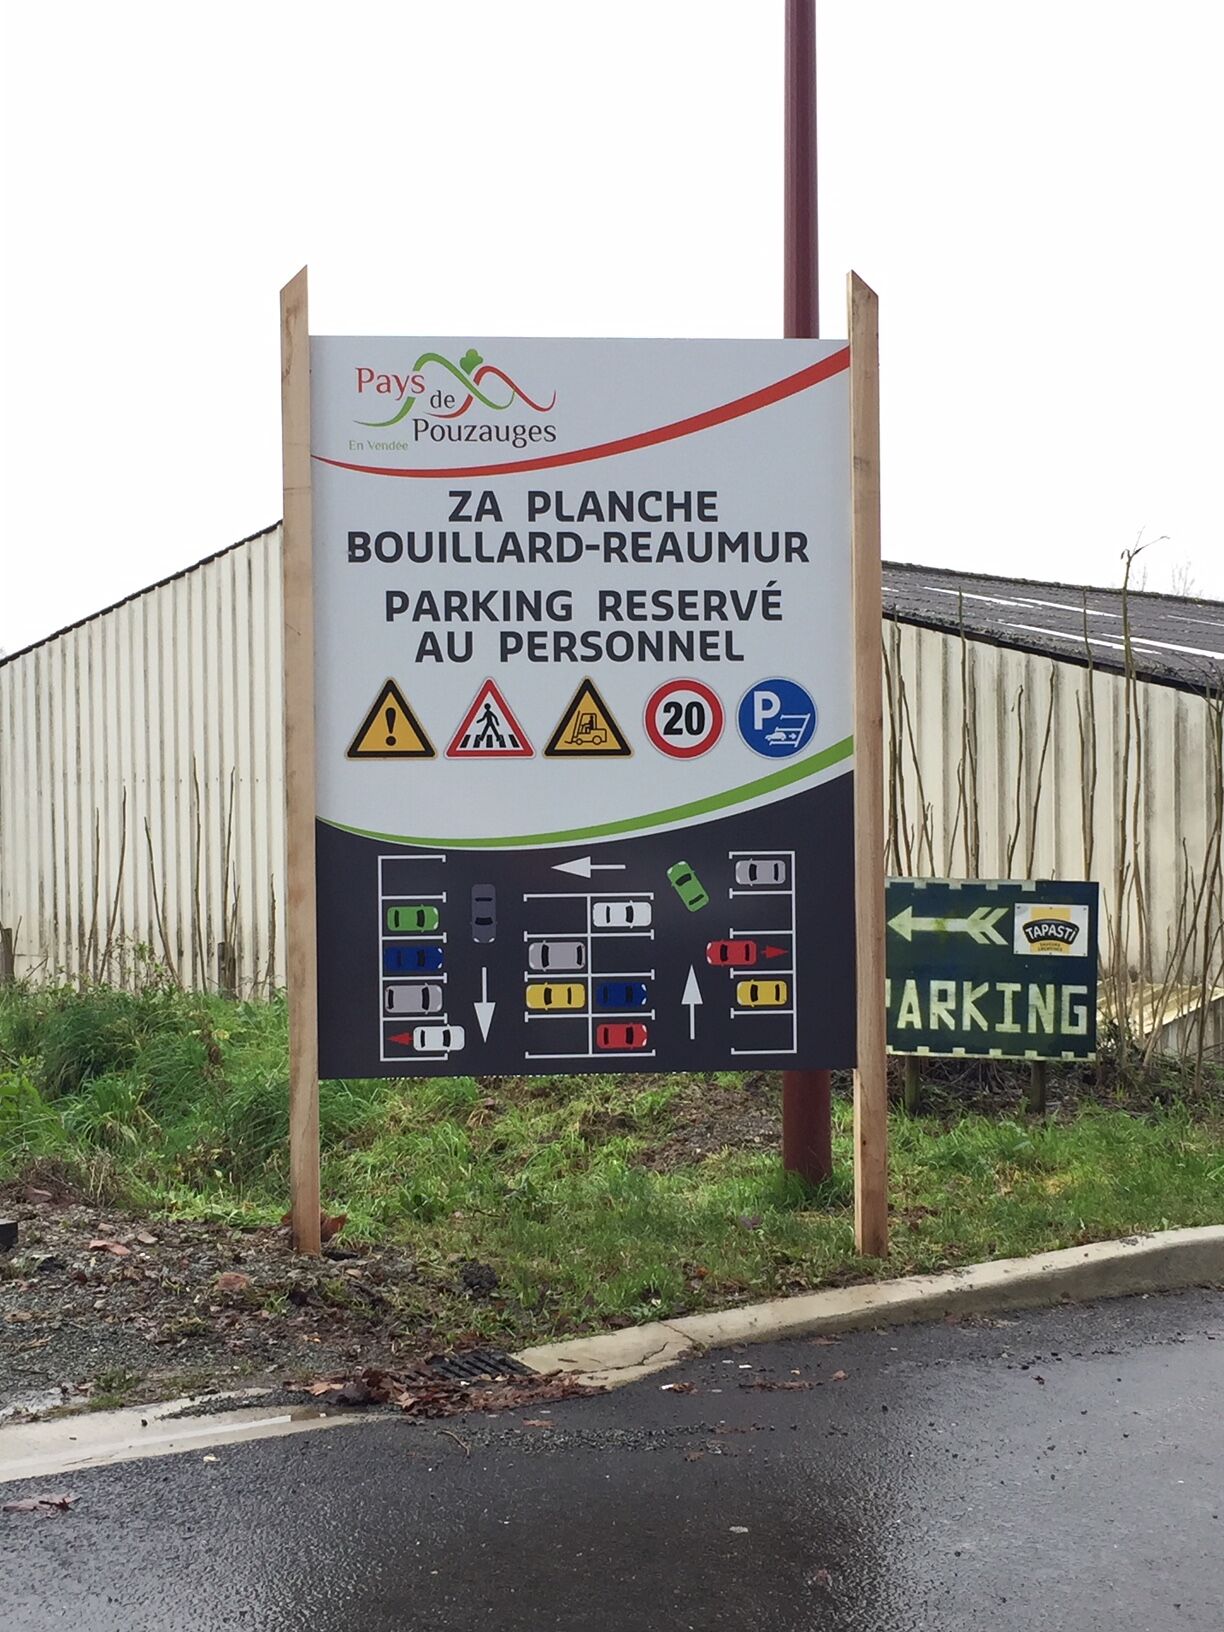 Pays
de
Pouzauges
En Vendée
ZA PLANCHE
BOUILLARD-REAUMUR
PARKING RESERVÉ
AU PERSONNEL
20
P
TAPASTi
PARKING